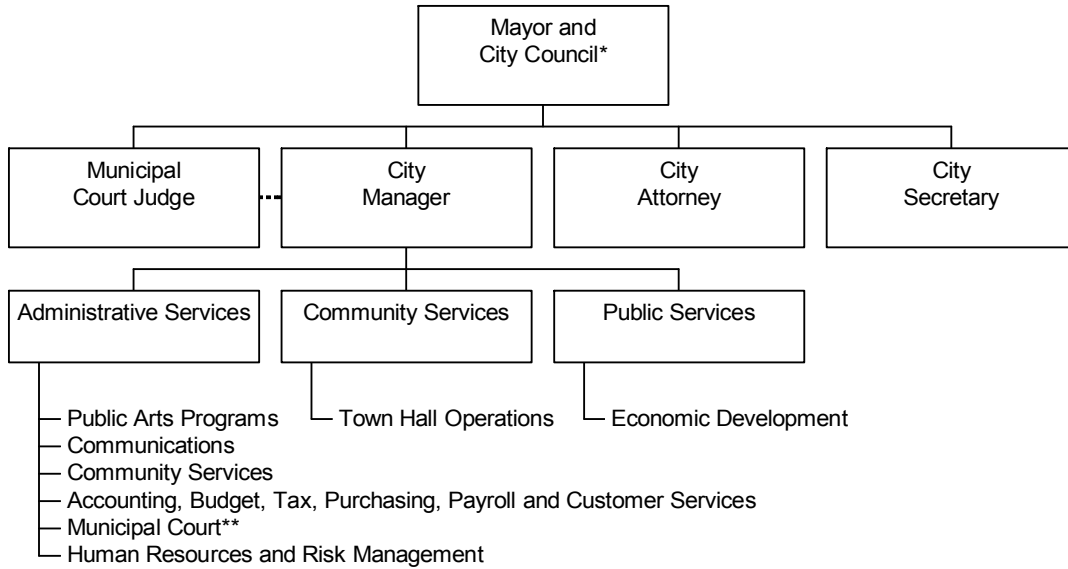 Mayor and
City Council*
Municipal
Court Judge
City
Manager
City
Attorney
City
Secretary
Administrative Services
Community Services
Public Services
Public Arts Programs
Communications
Community Services
Accounting, Budget, Tax, Purchasing, Payroll and Customer Services
Municipal Court**
Human Resources and Risk Management
Town Hall Operations
Economic Development